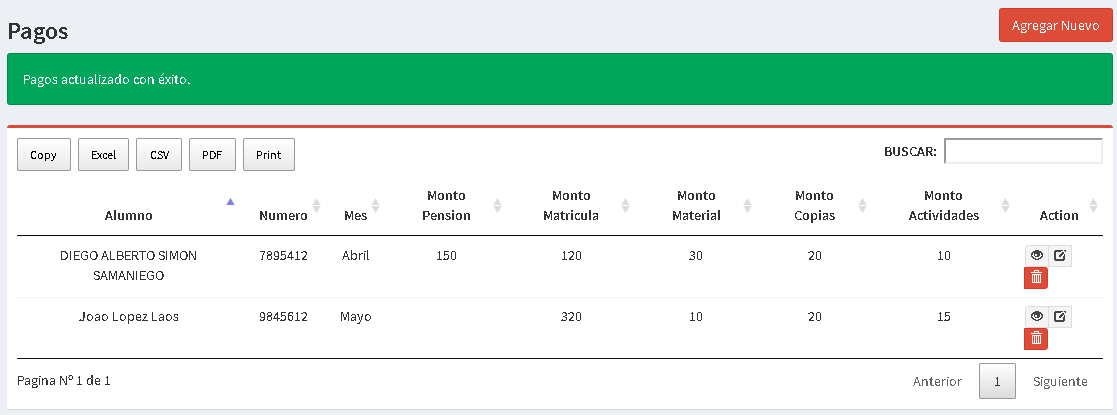 Pagos
Agregar Nuevo
Pagos actualizado con éxito.
Copy Excel CSV PDF Print
BUSCAR:
Alumno Numero Mes Monto Pension Monto Matricula Monto Material Monto Copias Monto Actividades Action
DIEGO ALBERTO SIMON SAMANIEGO 7895412 Abril 150 120 30 20 10
Joao Lopez Laos 9845612 Mayo 320 10 20 15
Pagina Nº 1 de 1
Anterior 1 Siguiente